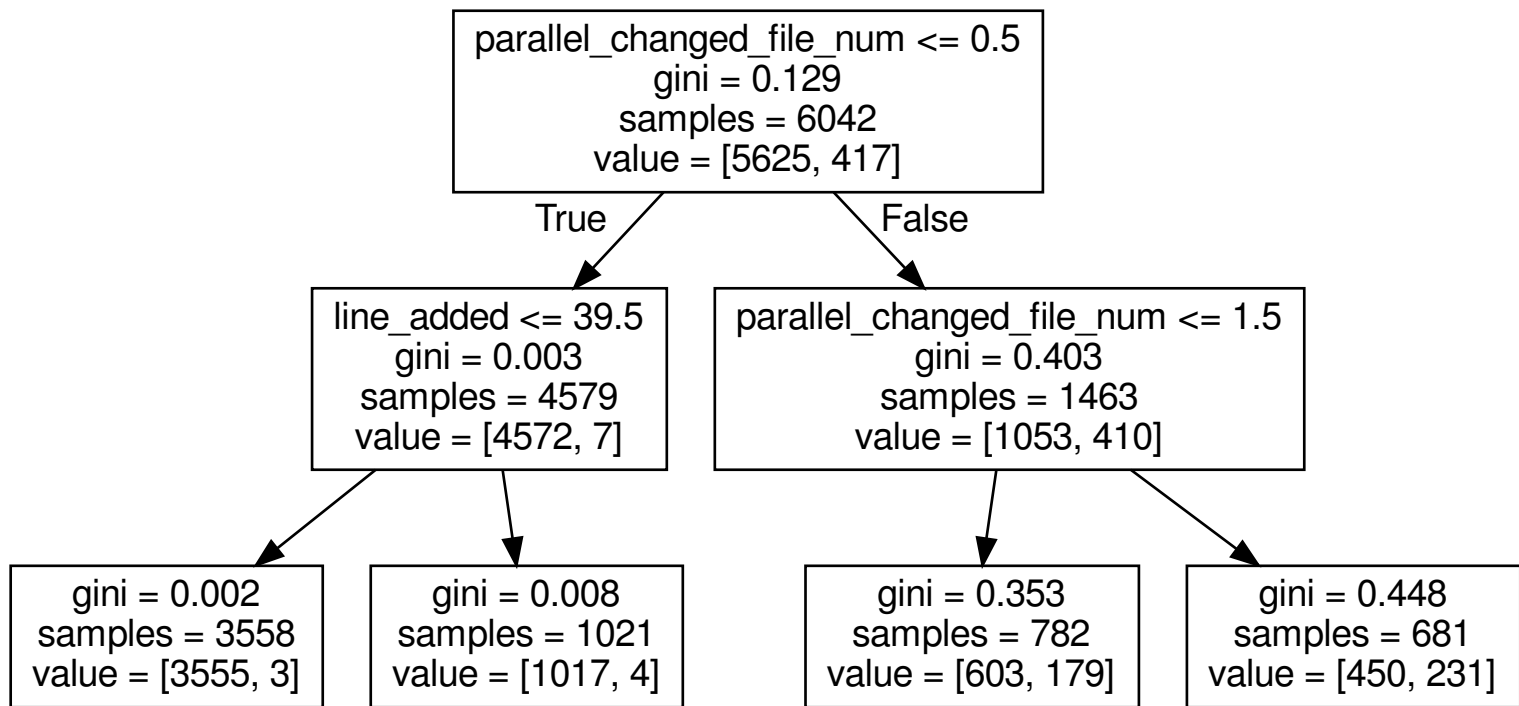 parallel_changed_file_num <= 0.5
gini = 0.129
samples = 6042
value = [5625, 417]
True
False
line_added <= 39.5
gini = 0.003
samples = 4579
value = [4572, 7]
parallel_changed_file_num <= 1.5
gini = 0.403
samples = 1463
value = [1053, 410]
gini = 0.002
samples = 3558
value = [3555, 3]
gini = 0.008
samples = 1021
value = [1017, 4]
gini = 0.353
samples = 782
value = [603, 179]
gini = 0.448
samples = 681
value = [450, 231]